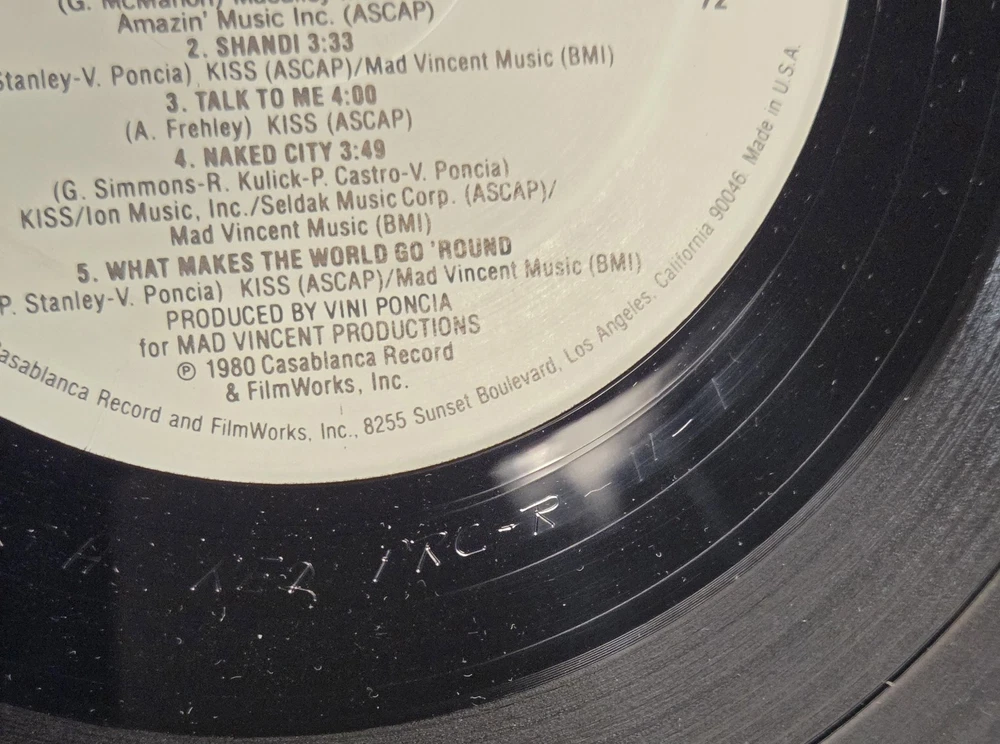 (G. McMahon)
Amazin' Music Inc. (ASCAP)
72
2. SHANDI 3:33
Stanley-V. Poncia) KISS (ASCAP)/Mad Vincent Music (BMI)
3. TALK TO ME 4:00
(A. Frehley) KISS (ASCAP)
4. NAKED CITY 3:49
(G. Simmons-R. Kulick-P. Castro-V. Poncia)
KISS/Ion Music, Inc./Seldak Music Corp. (ASCAP)/
Mad Vincent Music (BMI)
5. WHAT MAKES THE WORLD GO 'ROUND
P. Stanley-V. Poncia) KISS (ASCAP)/Mad Vincent Music (BMI)
PRODUCED BY VINI PONCIA
for MAD VINCENT PRODUCTIONS
℗ 1980 Casablanca Record
& FilmWorks, Inc.
Casablanca Record and FilmWorks, Inc., 8255 Sunset Boulevard, Los Angeles, California 90046. Made in U.S.A.